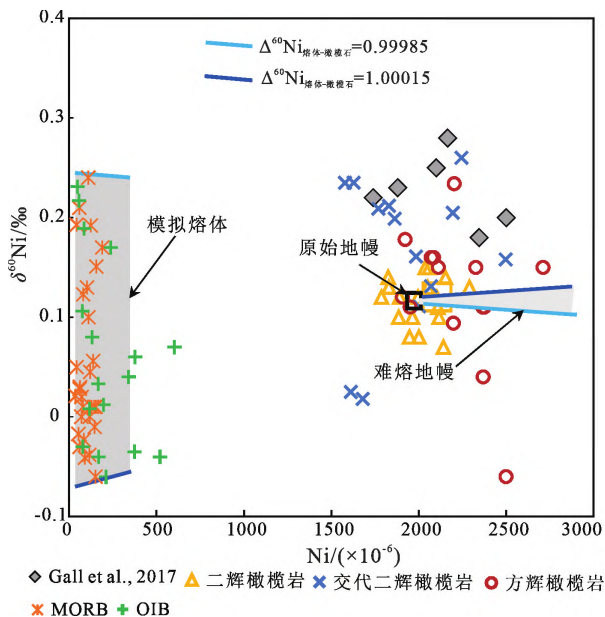 0.4
Δ⁶⁰Ni熔体-橄榄石=0.99985
Δ⁶⁰Ni熔体-橄榄石=1.00015
0.3
模拟熔体
原始地幔
0.2
δ⁶⁰Ni/‰
0.1
难熔地幔
0
-0.1
0 500 1000 1500 2000 2500 3000
Ni/(×10⁻⁶)
Gall et al., 2017 二辉橄榄岩 交代二辉橄榄岩 方辉橄榄岩
MORB OIB